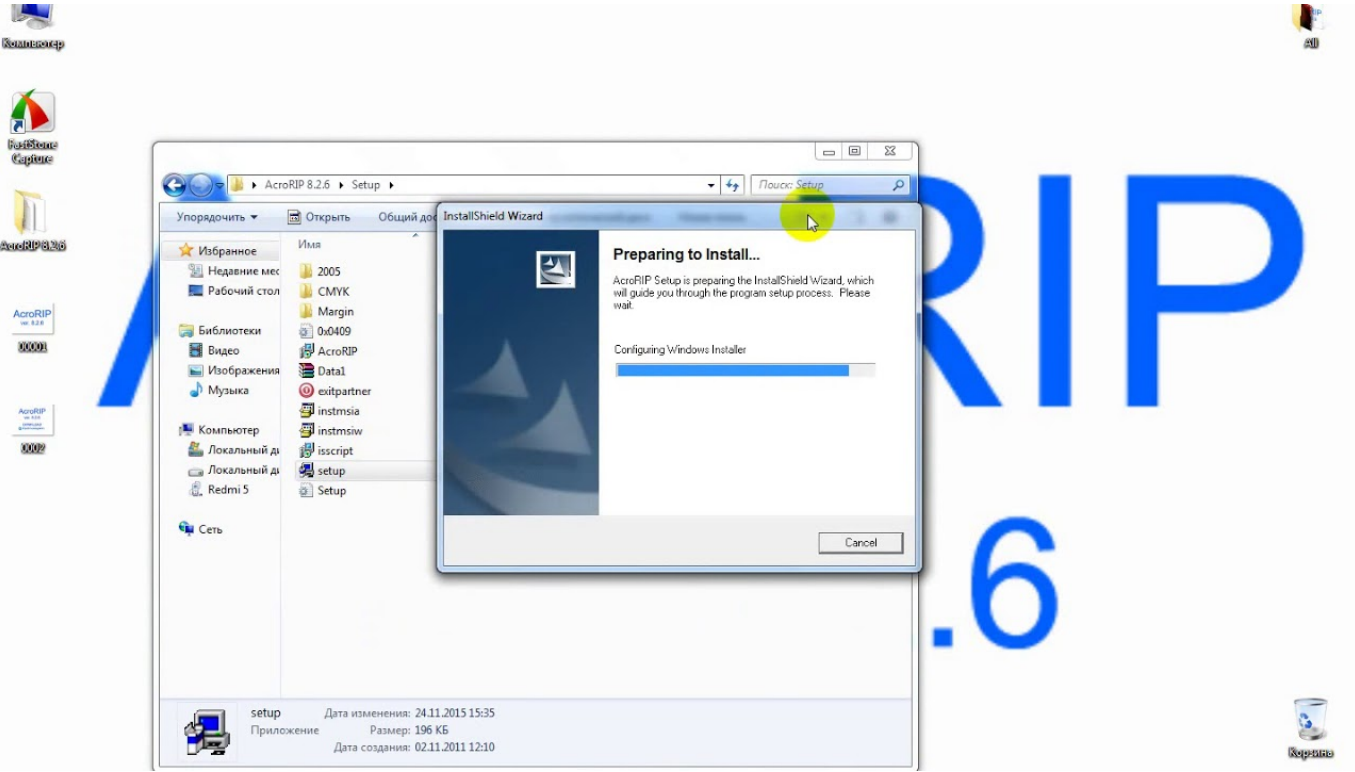 Компьютер
All
FastStone
Capture
AcroRIP 8.2.6
AcroRIP
ver. 8.2.6
00001
AcroRIP
0002
Корзина
RIP
.6
AcroRIP 8.2.6 Setup
Поиск: Setup
Упорядочить Открыть Общий дос
Избранное
Недавние мес
Рабочий стол
Библиотеки
Видео
Изображения
Музыка
Компьютер
Локальный ди
Локальный ди
Redmi 5
Сеть
Имя
2005
CMYK
Margin
0x0409
AcroRIP
Data1
exitpartner
instmsia
instmsiw
isscript
setup
Setup
InstallShield Wizard
Preparing to Install...
AcroRIP Setup is preparing the InstallShield Wizard, which
will guide you through the program setup process. Please
wait.
Configuring Windows Installer
Cancel
setup Дата изменения: 24.11.2015 15:35
Приложение Размер: 196 КБ
Дата создания: 02.11.2011 12:10